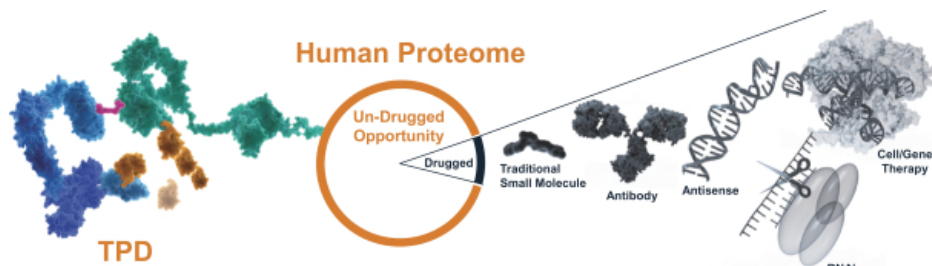 Human Proteome
Un-Drugged
Opportunity
Drugged
TPD
Traditional
Small Molecule
Antibody
Antisense
Cell/Gene
Therapy